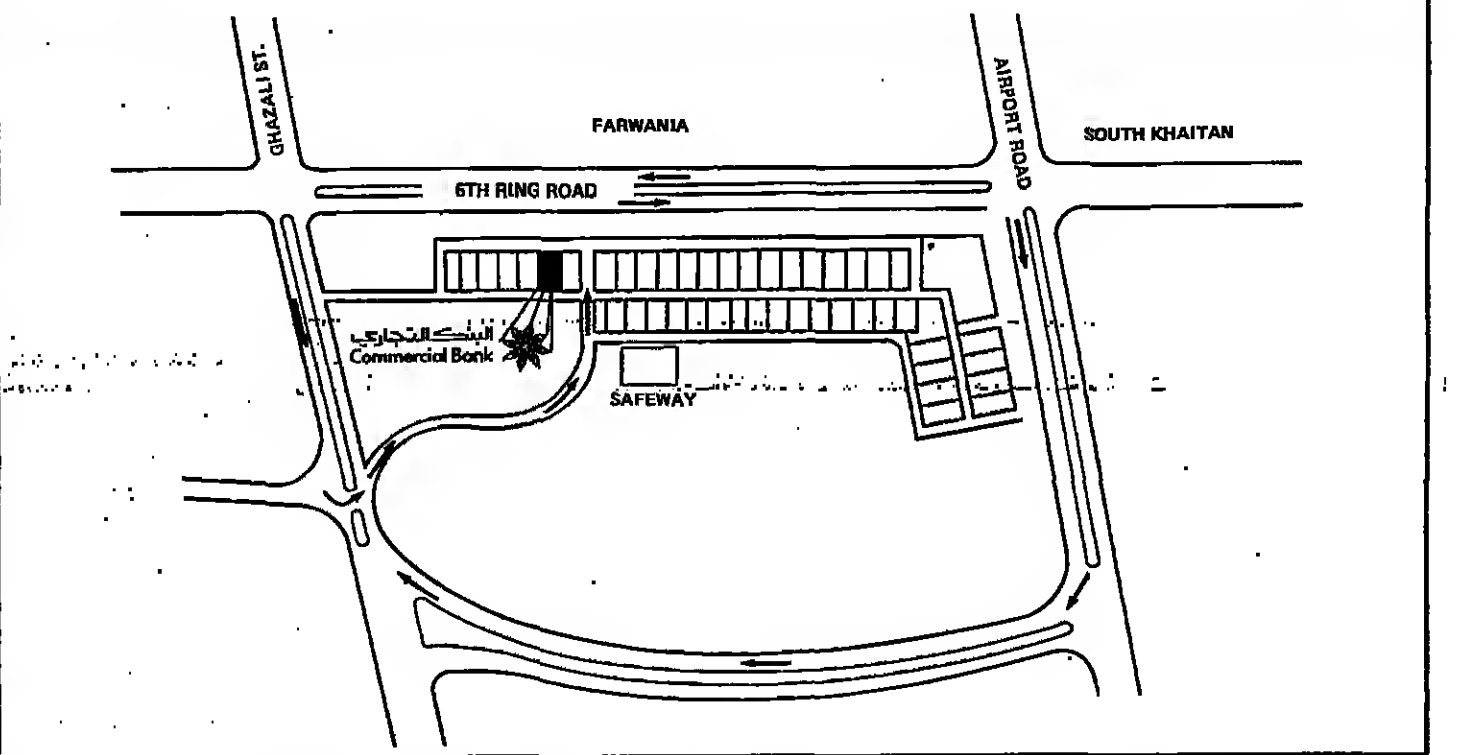 GHAZALI ST.
AIRPORT ROAD
FARWANIA
SOUTH KHAITAN
6TH RING ROAD
البنك التجاري
Commercial Bank
SAFEWAY